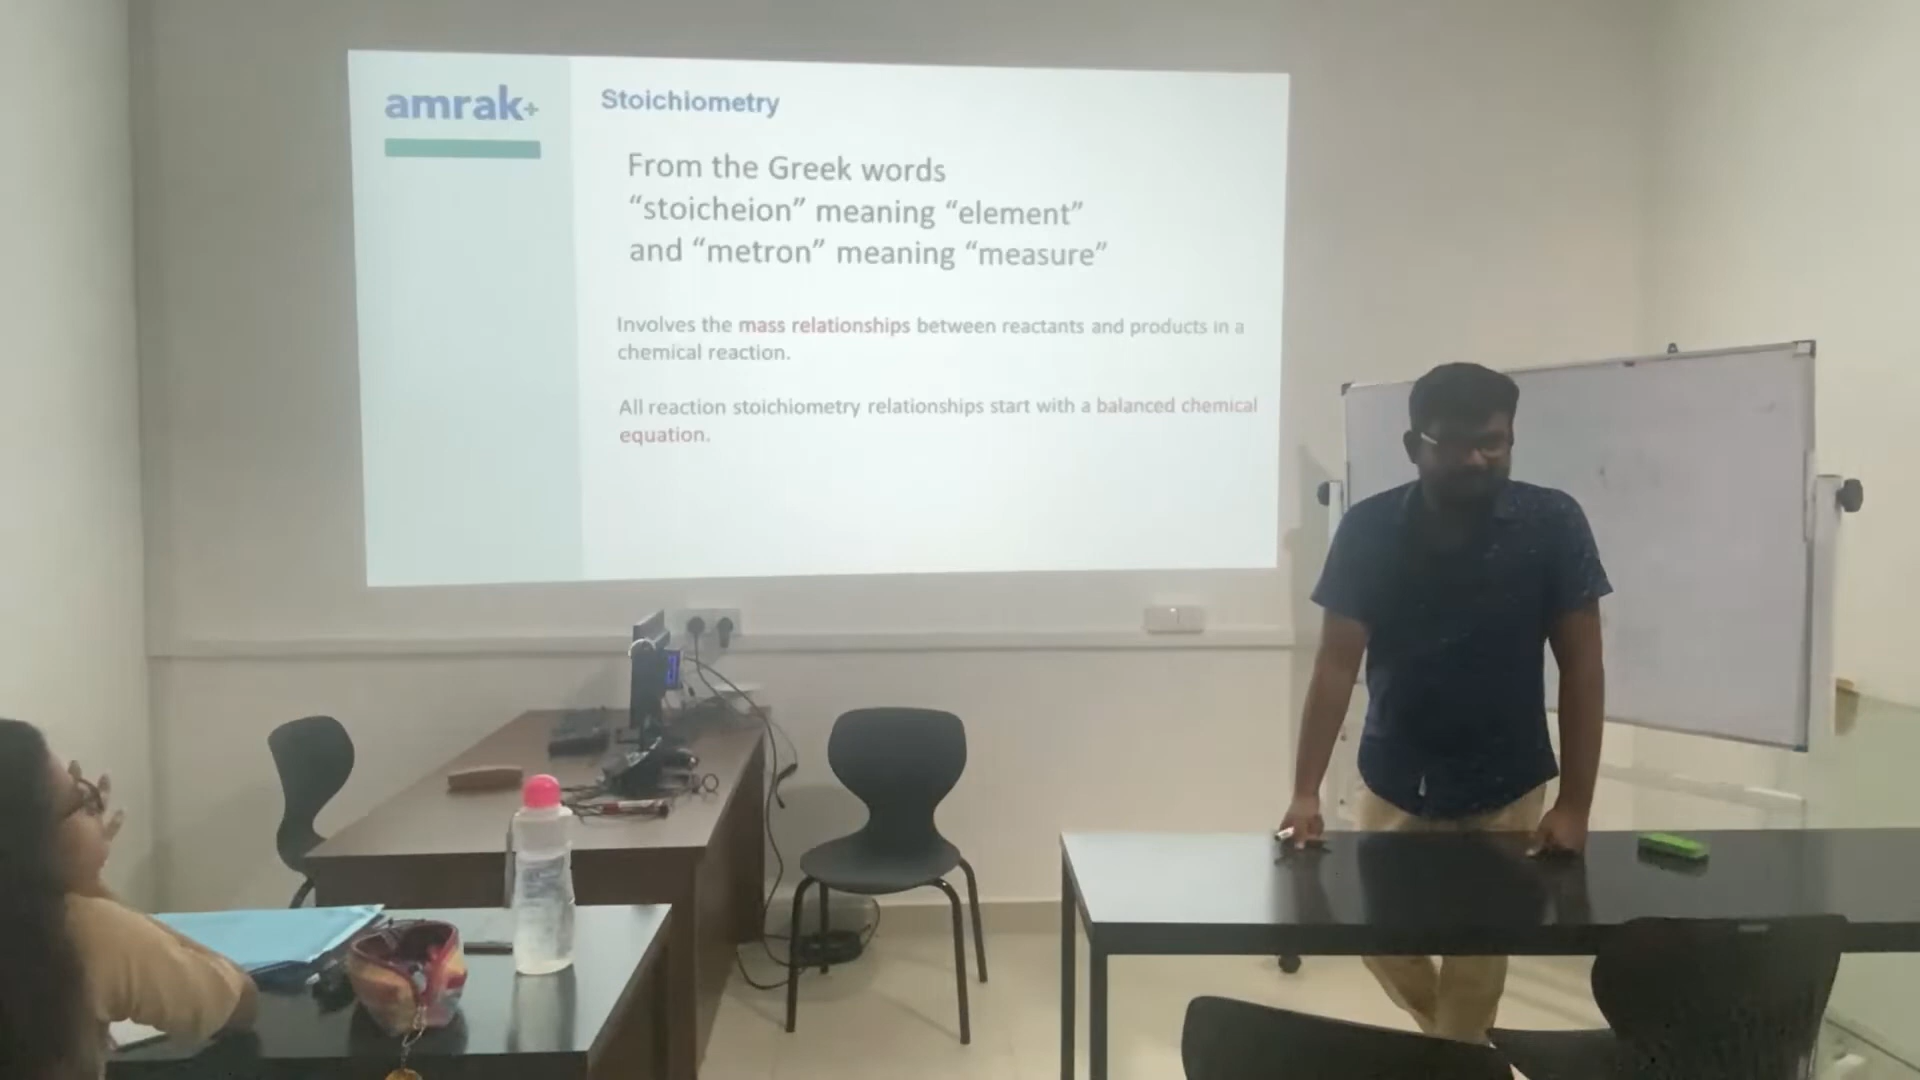 amrak+
Stoichiometry
From the Greek words
“stoicheion” meaning “element”
and “metron” meaning “measure”
Involves the mass relationships between reactants and products in a
chemical reaction.
All reaction stoichiometry relationships start with a balanced chemical
equation.